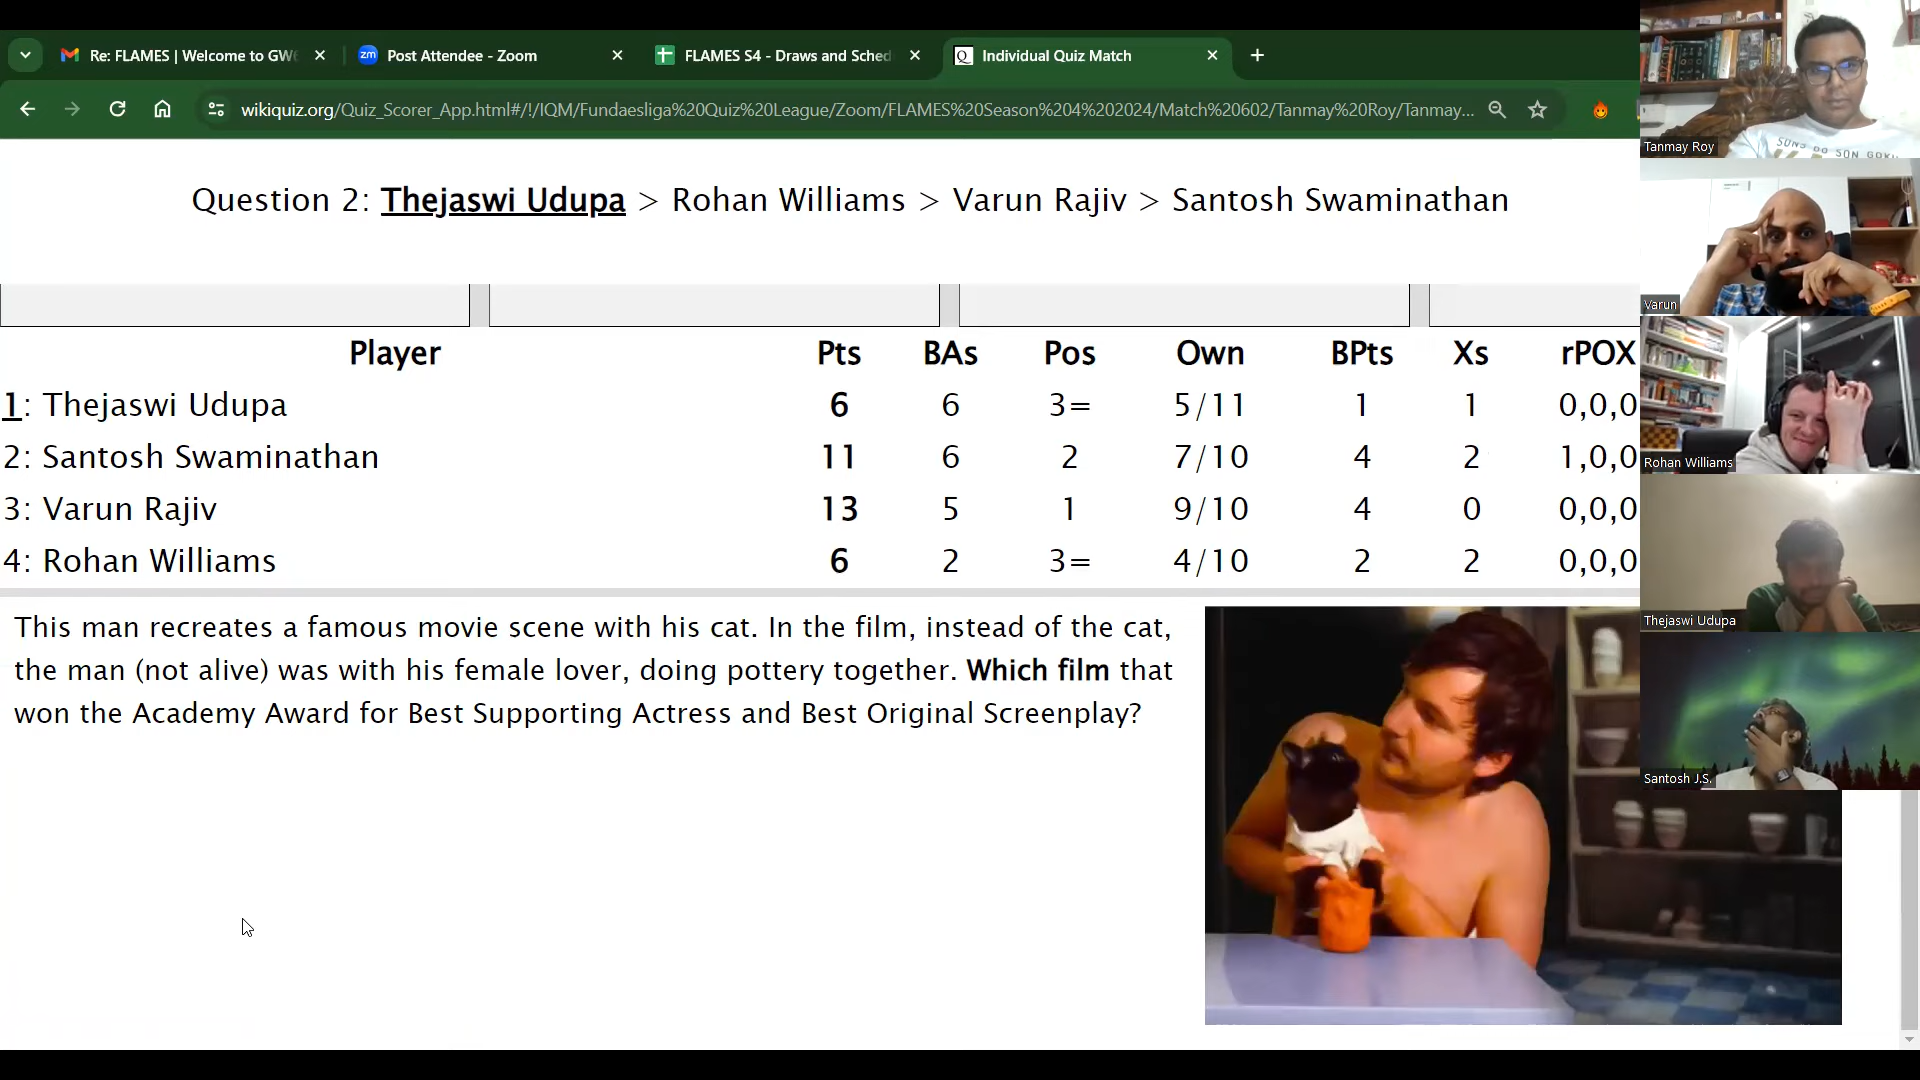 Re: FLAMES | Welcome to GW
Post Attendee - Zoom
FLAMES S4 - Draws and Sched
Individual Quiz Match
wikiquiz.org/Quiz_Scorer_App.html#/!/IQM/Fundaesliga%20Quiz%20League/Zoom/FLAMES%20Season%204%202024/Match%20602/Tanmay%20Roy/Tanmay...
Question 2: Thejaswi Udupa > Rohan Williams > Varun Rajiv > Santosh Swaminathan
Player Pts BAs Pos Own BPts Xs rPOX
1: Thejaswi Udupa 6 6 3= 5/11 1 1 0,0,0
2: Santosh Swaminathan 11 6 2 7/10 4 2 1,0,0
3: Varun Rajiv 13 5 1 9/10 4 0 0,0,0
4: Rohan Williams 6 2 3= 4/10 2 2 0,0,0
This man recreates a famous movie scene with his cat. In the film, instead of the cat,
the man (not alive) was with his female lover, doing pottery together. Which film that
won the Academy Award for Best Supporting Actress and Best Original Screenplay?
Tanmay Roy
Varun
Rohan Williams
Thejaswi Udupa
Santosh J.S.
zm
Q